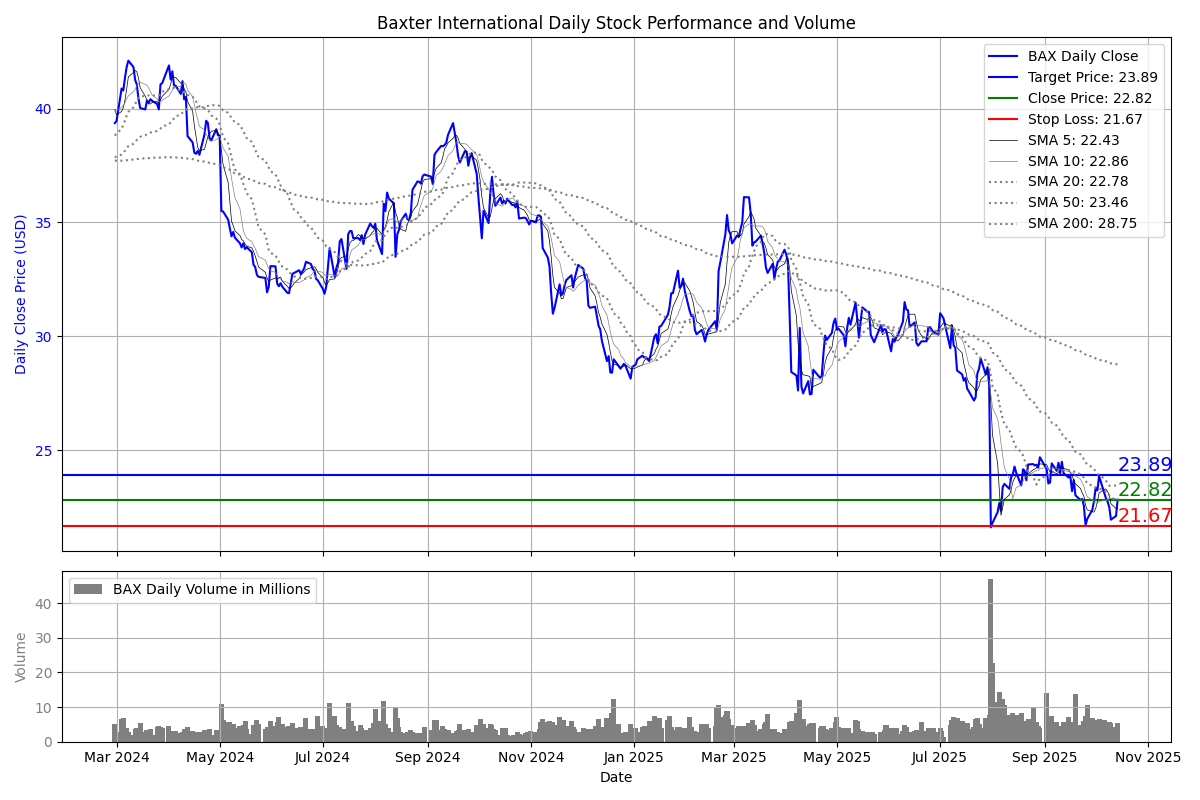 Baxter International Daily Stock Performance and Volume
Daily Close Price (USD)
40
35
30
25
BAX Daily Close
Target Price: 23.89
Close Price: 22.82
Stop Loss: 21.67
SMA 5: 22.43
SMA 10: 22.86
SMA 20: 22.78
SMA 50: 23.46
SMA 200: 28.75
23.89
22.82
21.67
BAX Daily Volume in Millions
Volume
40
30
20
10
0
Mar 2024 May 2024 Jul 2024 Sep 2024 Nov 2024 Jan 2025 Mar 2025 May 2025 Jul 2025 Sep 2025 Nov 2025
Date